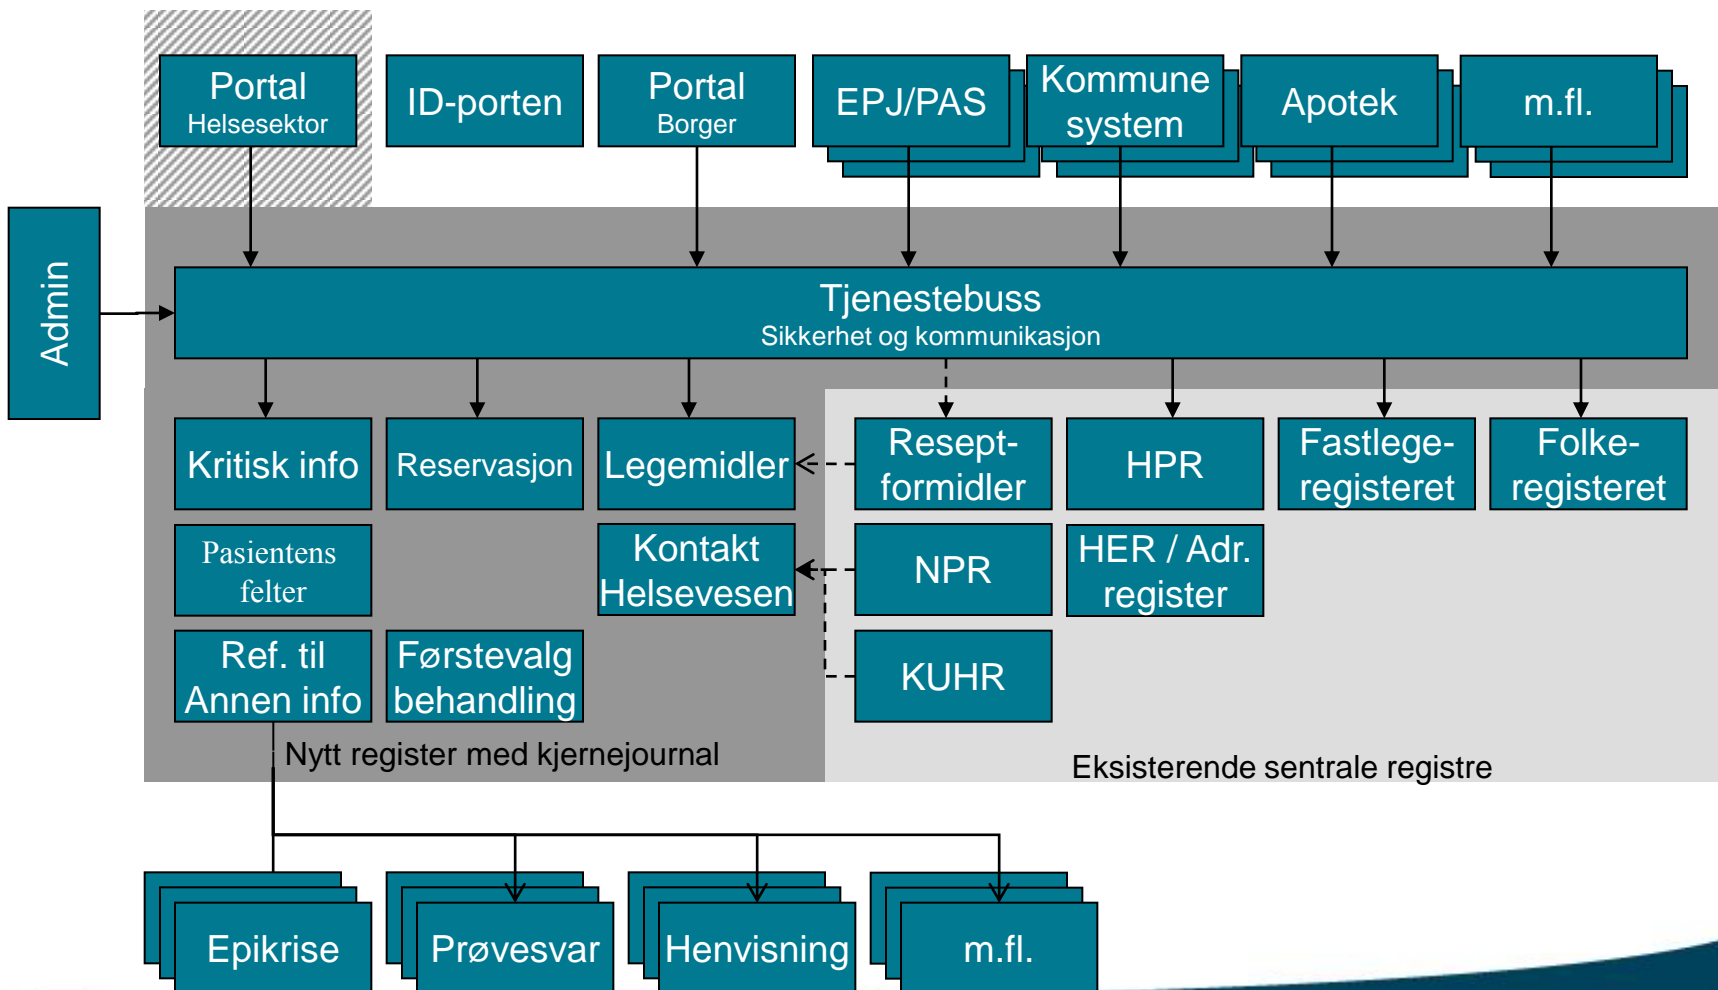 Portal
Helsesektor
ID-porten
Portal
Borger
EPJ/PAS
Kommune
system
Apotek
m.fl.
Admin
Tjenestebuss
Sikkerhet og kommunikasjon
Kritisk info
Reservasjon
Legemidler
Resept-
formidler
HPR
Fastlege-
registeret
Folke-
registeret
Pasientens
felter
Kontakt
Helsevesen
NPR
HER / Adr.
register
Ref. til
Annen info
Førstevalg
behandling
KUHR
Nytt register med kjernejournal
Eksisterende sentrale registre
Epikrise
Prøvesvar
Henvisning
m.fl.